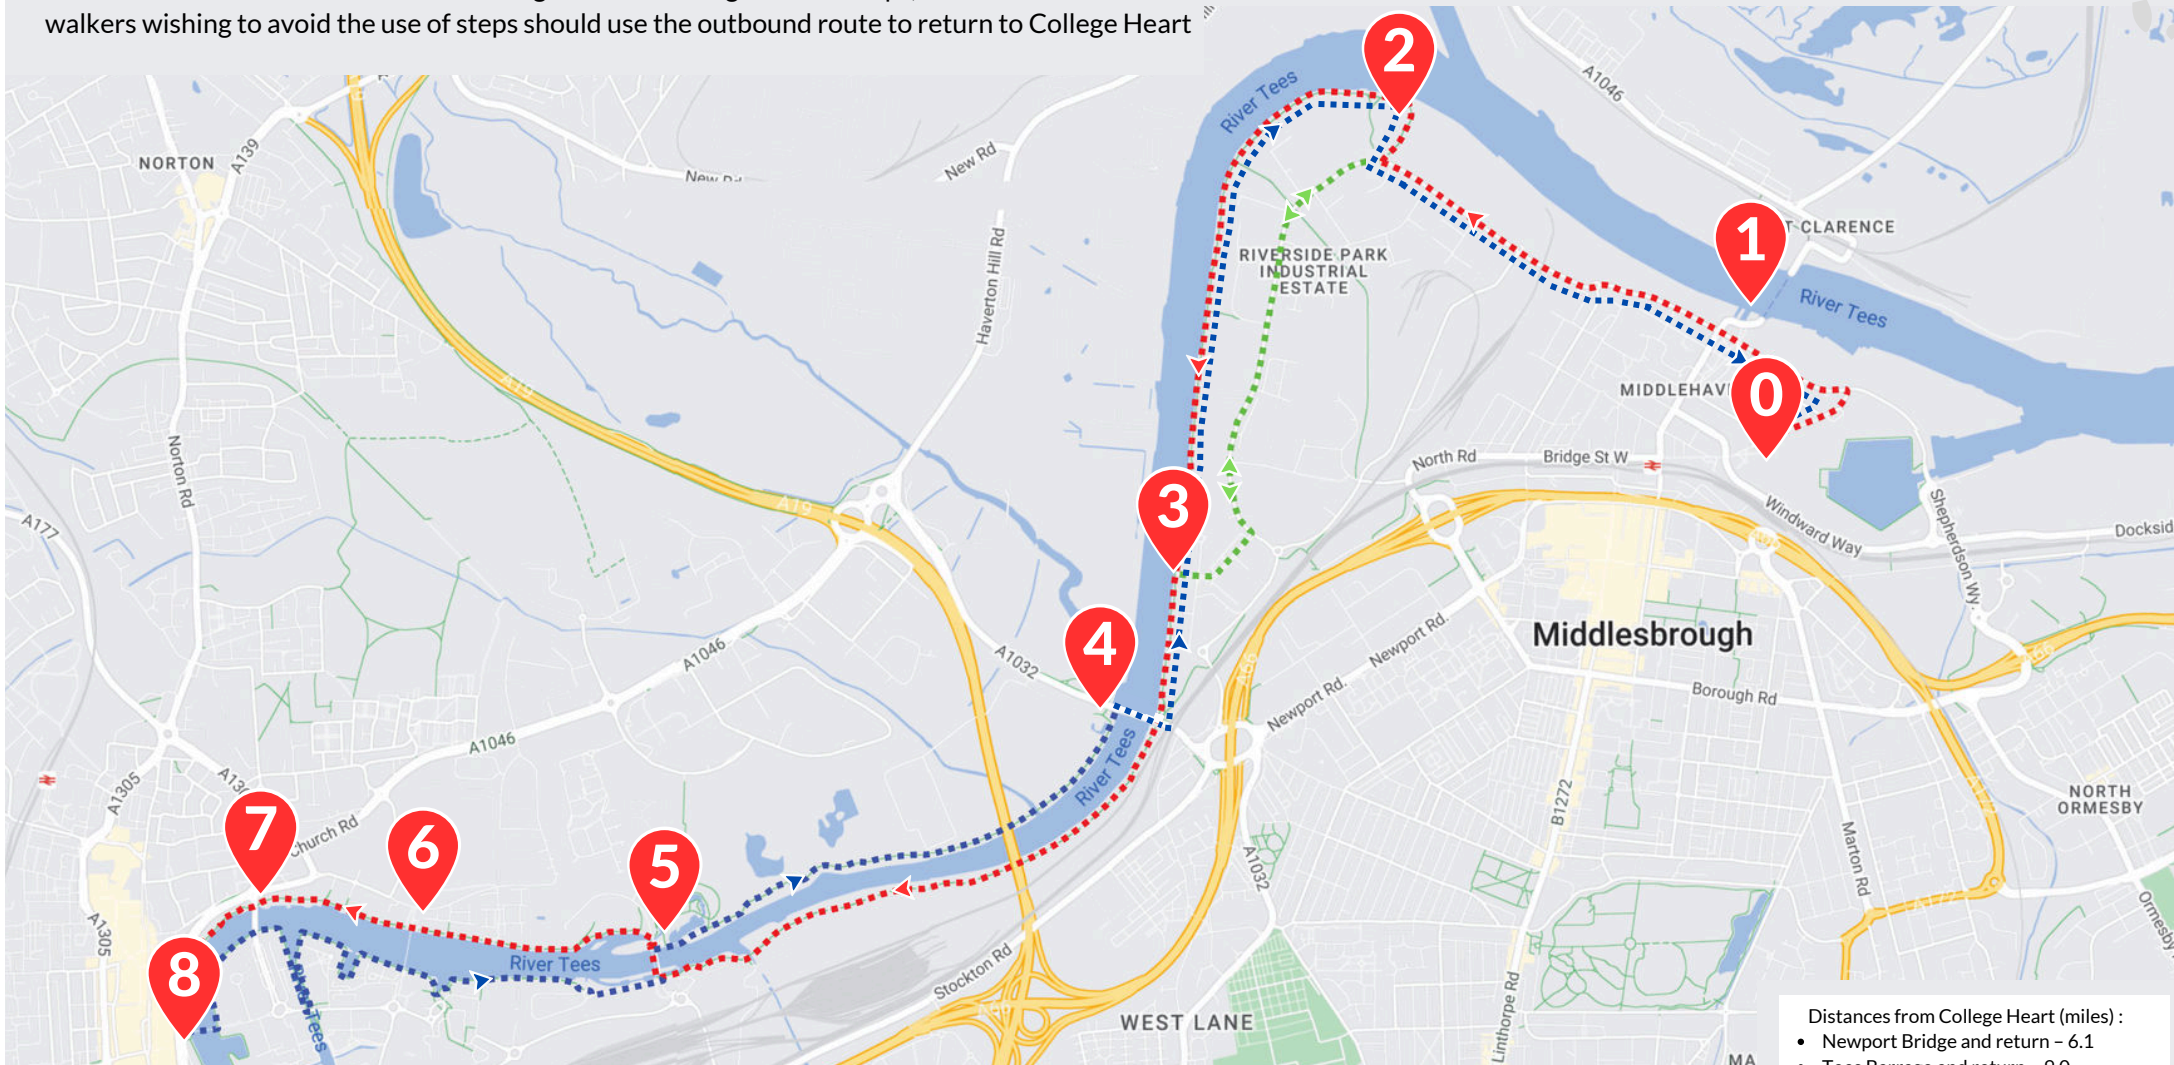 walkers wishing to avoid the use of steps should use the outbound route to return to College Heart
2
River Tees
A1046
NORTON
A139
New Rd
1
CLARENCE
RIVERSIDE PARK
INDUSTRIAL
ESTATE
River Tees
Haverton Hill Rd
MIDDLEHAV
0
A19
Norton Rd
North Rd
Bridge St W
A19
3
Windward Way
Shepherdson Wy.
Docksid
A177
4
Middlesbrough
Newport Rd.
A1046
A1032
A66
A66
Newport Rd.
Borough Rd
A1046
River Tees
A1305
7
6
5
B1272
NORTH
ORMESBY
Church Rd
Marton Rd
A1032
A1305
8
River Tees
Stockton Rd
Ormesby
Linthorpe Rd
WEST LANE
Tees
Distances from College Heart (miles) :
• Newport Bridge and return – 6.1
MA